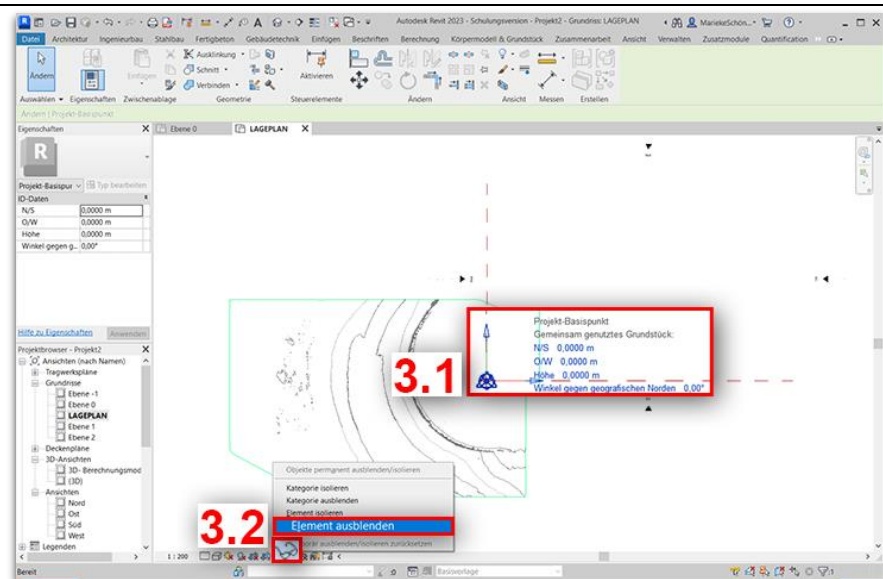 Autodesk Revit 2023 - Schulungsversion - Projekt2 - Grundriss: LAGEPLAN
MariekeSchön...
Datei Architektur Ingenieurbau Stahlbau Fertigbeton Gebäudetechnik Einfügen Beschriften Berechnung Körpermodell & Grundstück Zusammenarbeit Ansicht Verwalten Zusatzmodule Quantification
Ändern
Einfügen
Ausklinkung
Schnitt
Verbinden
Aktivieren
Auswählen Eigenschaften Zwischenablage Geometrie Steuerelemente Ändern Ansicht Messen Erstellen
Ändern | Projekt-Basispunkt
Eigenschaften
Ebene 0
LAGEPLAN
R
Projekt-Basispur
Typ bearbeiten
ID-Daten
N/S 0,0000 m
O/W 0,0000 m
Höhe 0,0000 m
Winkel gegen g... 0,00°
Hilfe zu Eigenschaften
Anwenden
Projektbrowser - Projekt2
Ansichten (nach Namen)
Tragwerkspläne
Grundrisse
Ebene -1
Ebene 0
LAGEPLAN
Ebene 1
Ebene 2
Deckenpläne
3D-Ansichten
3D- Berechnungsmod
{3D}
Ansichten
Nord
Ost
Süd
West
Legenden
3.1
Projekt-Basispunkt
Gemeinsam genutztes Grundstück:
N/S 0,0000 m
O/W 0,0000 m
Höhe 0,0000 m
Winkel gegen geografischen Norden 0,00°
3.2
Objekte permanent ausblenden/isolieren
Kategorie isolieren
Kategorie ausblenden
Element isolieren
Element ausblenden
ausblenden/isolieren zurücksetzen
1 : 200
Bereit
Basisvorlage